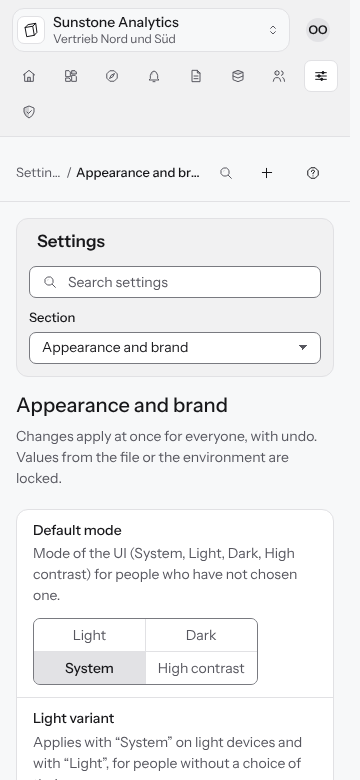 Sunstone Analytics
Vertrieb Nord und Süd
OO
Settin… / Appearance and br…
Settings
Search settings
Section
Appearance and brand
Appearance and brand
Changes apply at once for everyone, with undo.
Values from the file or the environment are
locked.
Default mode
Mode of the UI (System, Light, Dark, High
contrast) for people who have not chosen
one.
Light Dark
System High contrast
Light variant
Applies with “System” on light devices and
with “Light”, for people without a choice of